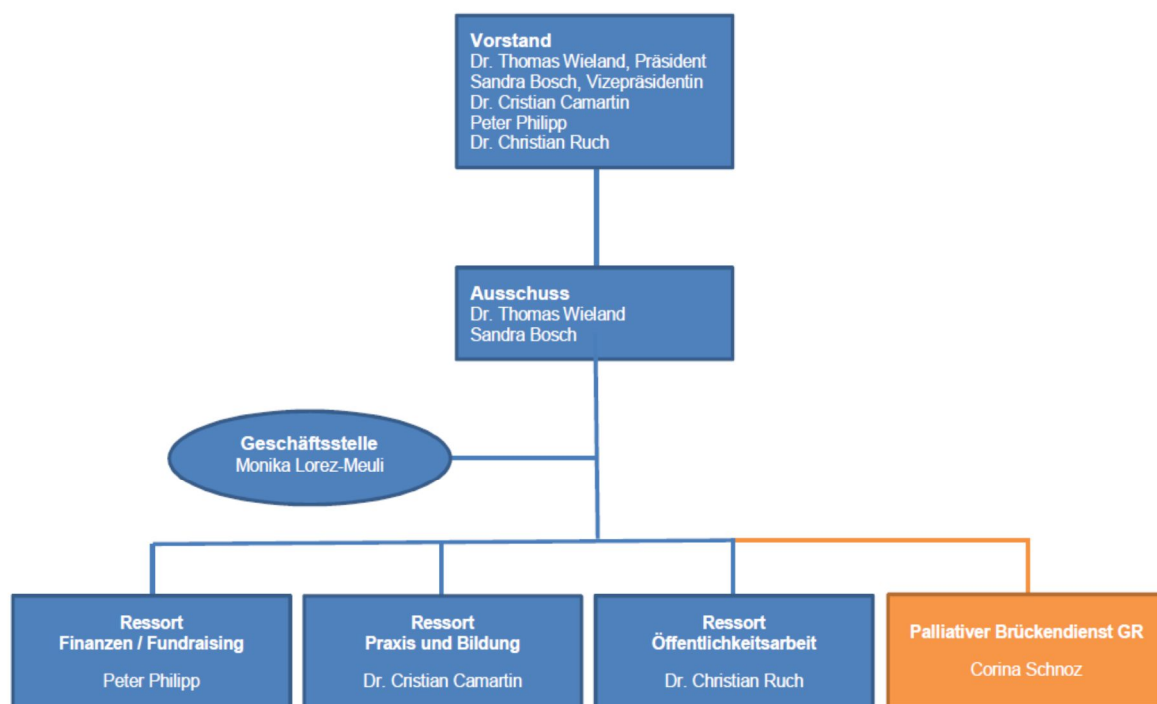 Vorstand
Dr. Thomas Wieland, Präsident
Sandra Bosch, Vizepräsidentin
Dr. Cristian Camartin
Peter Philipp
Dr. Christian Ruch
Ausschuss
Dr. Thomas Wieland
Sandra Bosch
Geschäftsstelle
Monika Lorez-Meuli
Ressort
Finanzen / Fundraising
Peter Philipp
Ressort
Praxis und Bildung
Dr. Cristian Camartin
Ressort
Öffentlichkeitsarbeit
Dr. Christian Ruch
Palliativer Brückendienst GR
Corina Schnoz